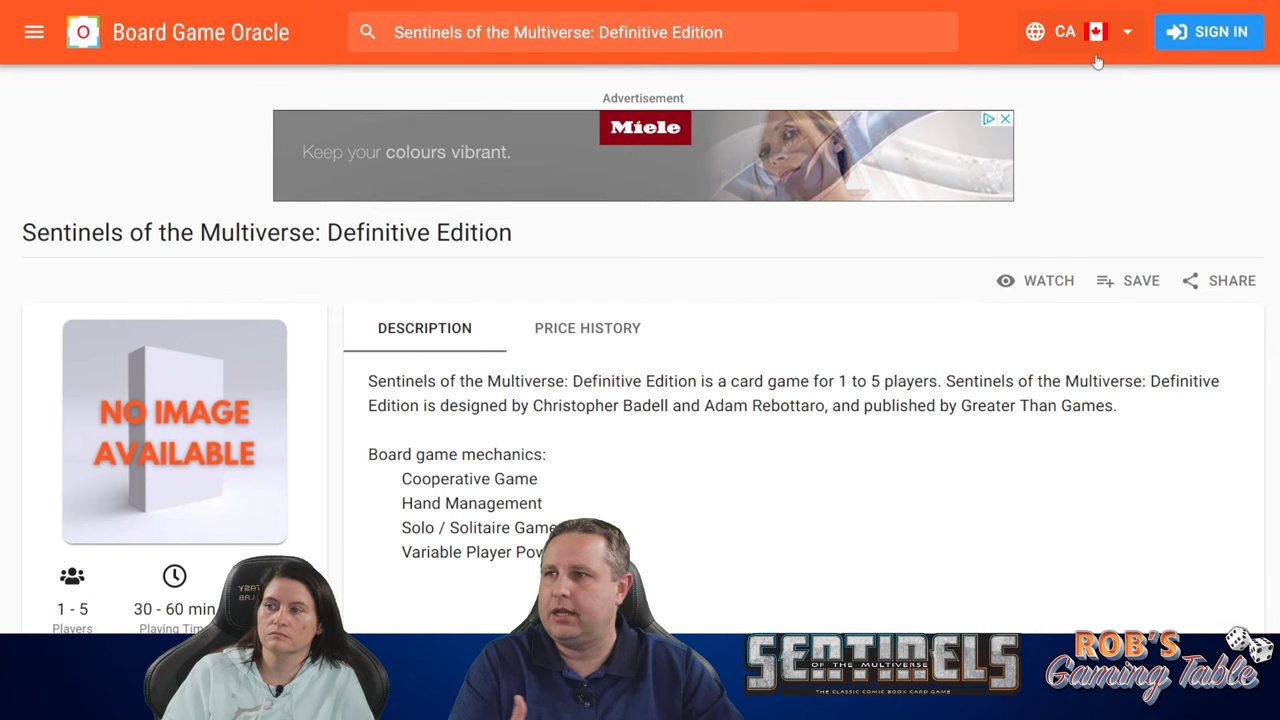 Board Game Oracle
Sentinels of the Multiverse: Definitive Edition
CA
SIGN IN
Advertisement
Miele
Keep your colours vibrant.
Sentinels of the Multiverse: Definitive Edition
WATCH
SAVE
SHARE
NO IMAGE
AVAILABLE
1 - 5
Players
30 - 60 min
Playing Time
DESCRIPTION
PRICE HISTORY
Sentinels of the Multiverse: Definitive Edition is a card game for 1 to 5 players. Sentinels of the Multiverse: Definitive
Edition is designed by Christopher Badell and Adam Rebottaro, and published by Greater Than Games.
Board game mechanics:
Cooperative Game
Hand Management
Solo / Solitaire Game
Variable Player Pow
SENTINELS
OF THE MULTIVERSE
THE CLASSIC COMIC BOOK CARD GAME
ROB'S
Gaming Table